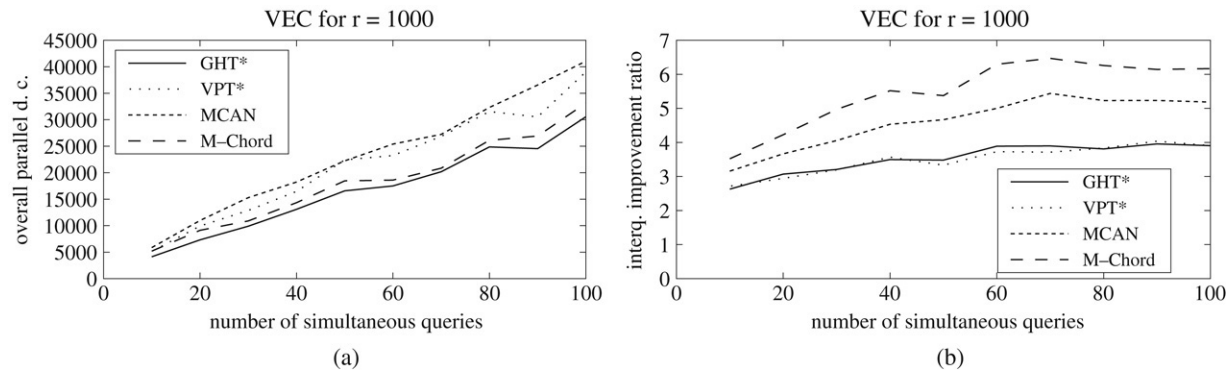 VEC for r = 1000
overall parallel d. c.
45000
40000
35000
30000
25000
20000
15000
10000
5000
0
GHT*
VPT*
MCAN
M–Chord
0 20 40 60 80 100
number of simultaneous queries
(a)
VEC for r = 1000
interq. improvement ratio
7
6
5
4
3
2
1
0
GHT*
VPT*
MCAN
M–Chord
0 20 40 60 80 100
number of simultaneous queries
(b)